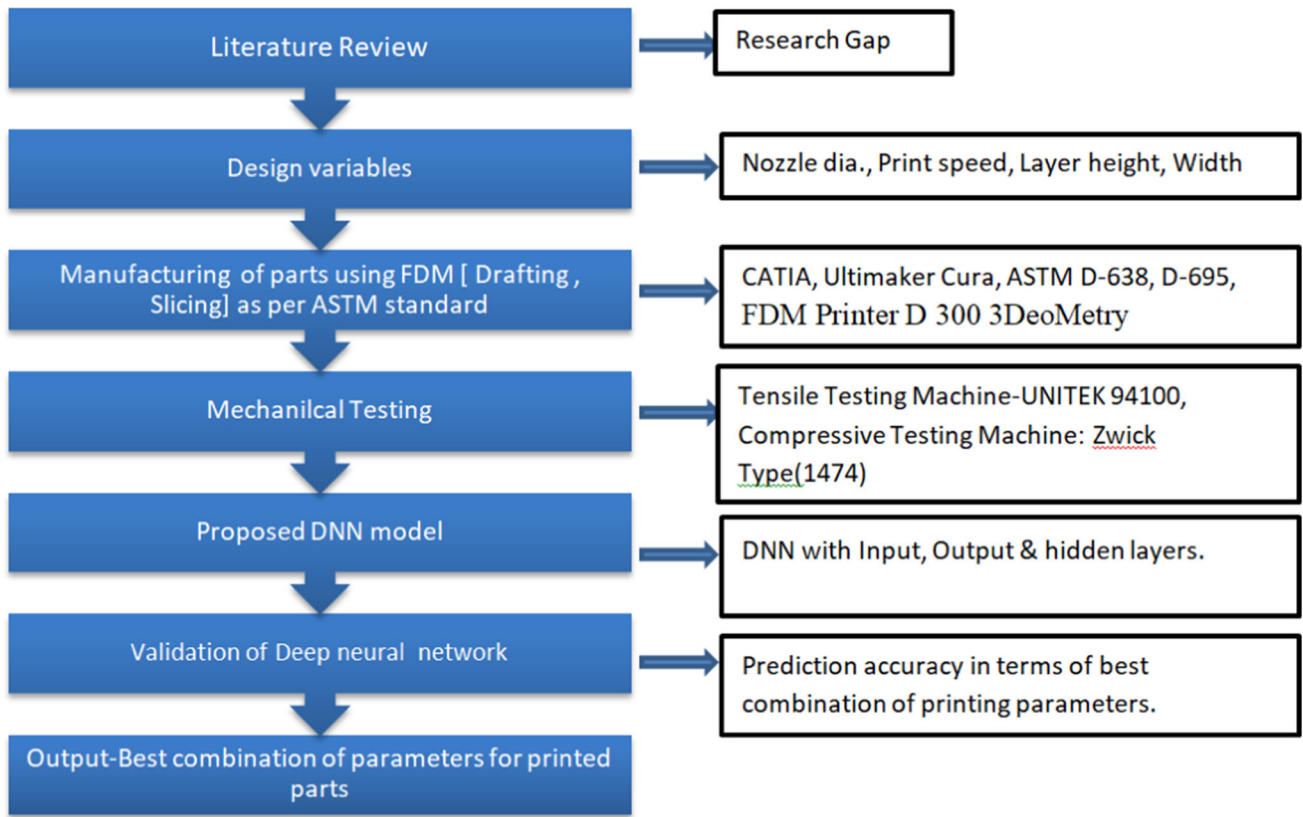 Literature Review
Research Gap
Design variables
Nozzle dia., Print speed, Layer height, Width
Manufacturing of parts using FDM [ Drafting ,
Slicing] as per ASTM standard
CATIA, Ultimaker Cura, ASTM D-638, D-695,
FDM Printer D 300 3DeoMetry
Mechanilcal Testing
Tensile Testing Machine-UNITEK 94100,
Compressive Testing Machine: Zwick
Type(1474)
Proposed DNN model
DNN with Input, Output & hidden layers.
Validation of Deep neural network
Prediction accuracy in terms of best
combination of printing parameters.
Output-Best combination of parameters for printed
parts